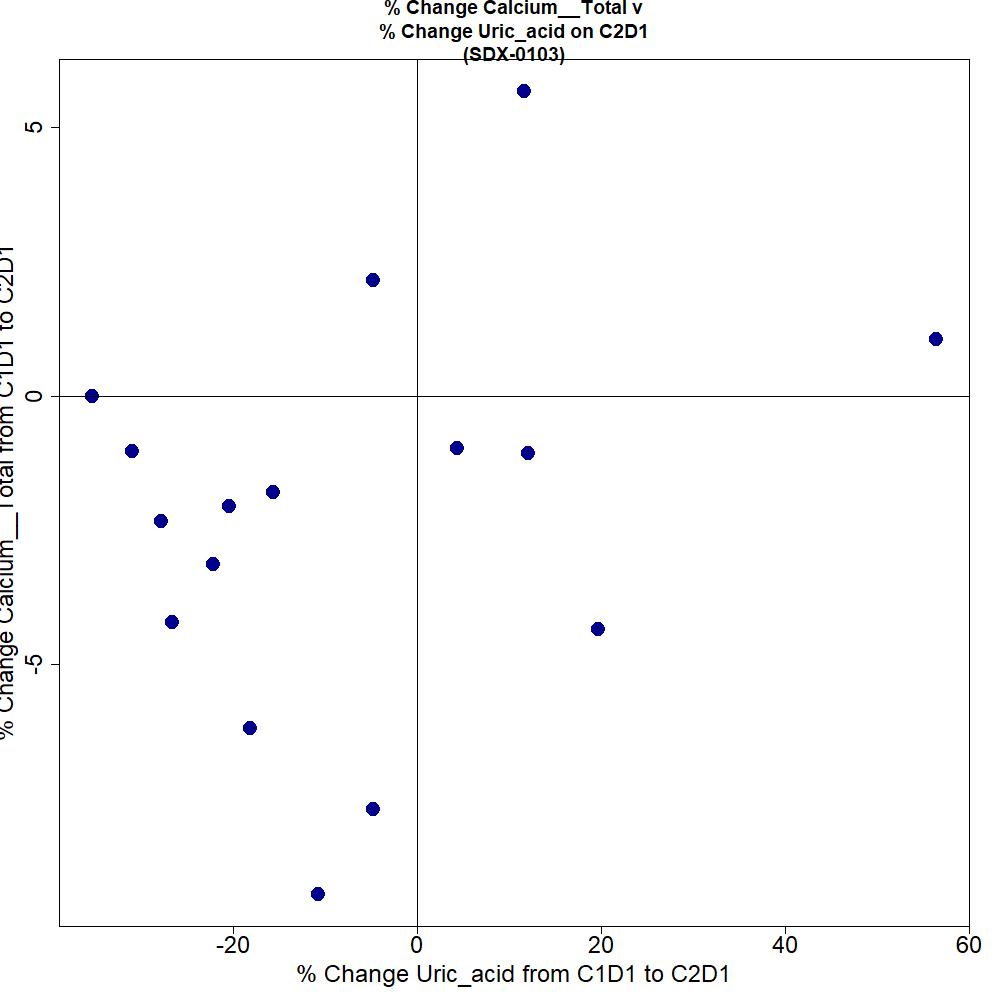 % Change Calcium__Total v
% Change Uric_acid on C2D1
(SDX-0103)
% Change Calcium__Total from C1D1 to C2D1
5
0
-5
-20
0
20
40
60
% Change Uric_acid from C1D1 to C2D1